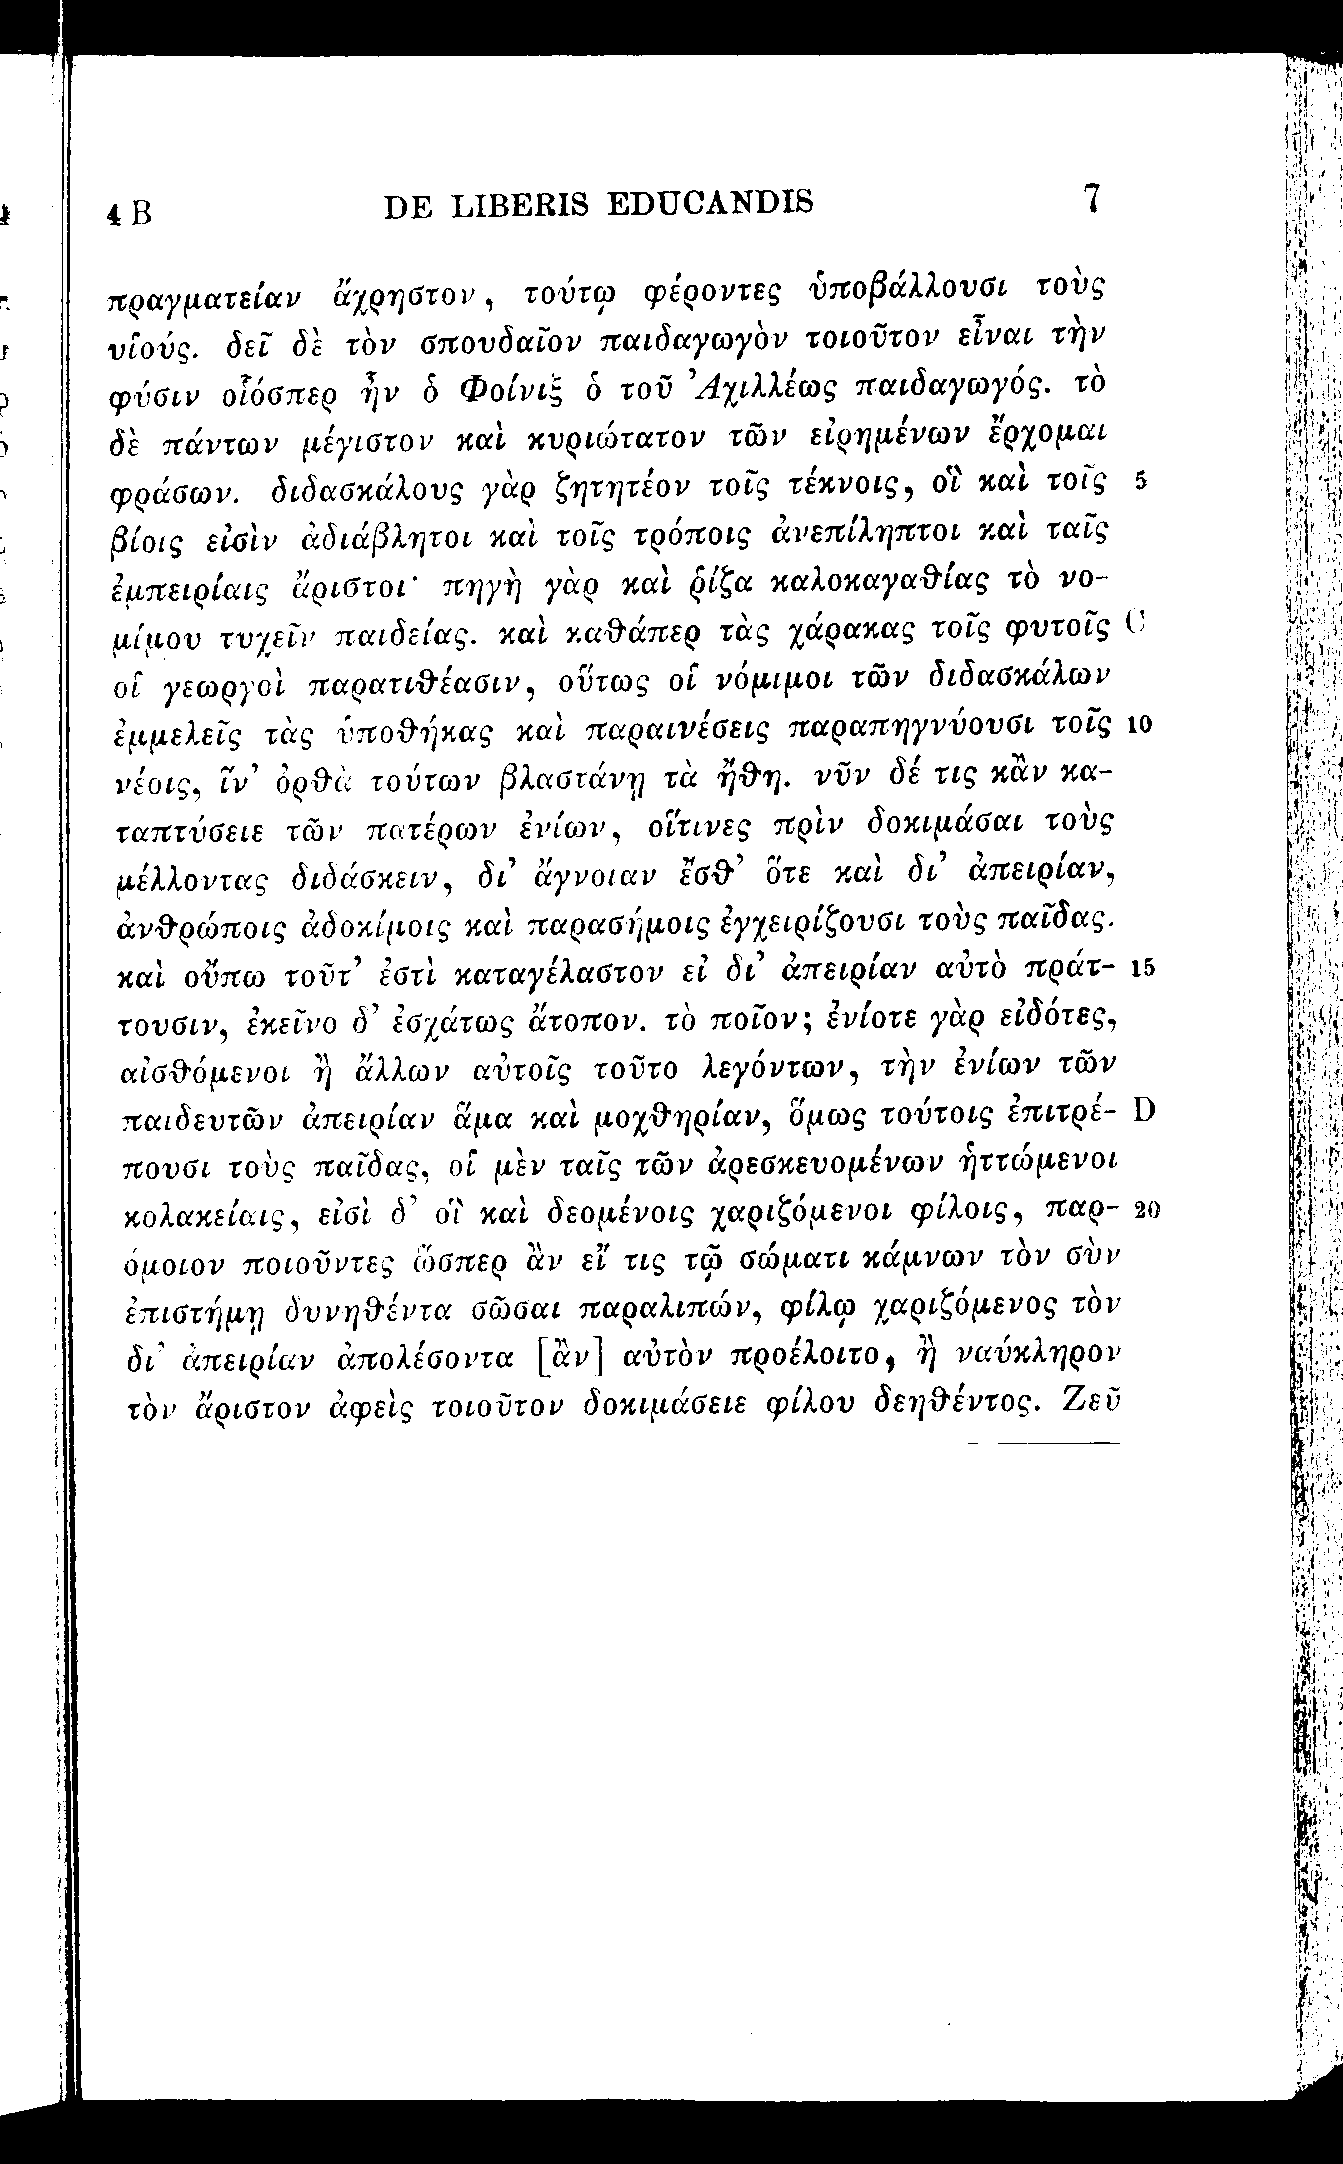 4 B DE LIBERIS EDUCANDIS 7
πραγματείαν ἄχρηστον, τούτῳ φέροντες ὑποβάλλουσι τοὺς
υἱούς. δεῖ δὲ τὸν σπουδαῖον παιδαγωγὸν τοιοῦτον εἶναι τὴν
φύσιν οἷόσπερ ἦν ὁ Φοίνιξ ὁ τοῦ Ἀχιλλέως παιδαγωγός. τὸ
δὲ πάντων μέγιστον καὶ κυριώτατον τῶν εἰρημένων ἔρχομαι
φράσων. διδασκάλους γὰρ ζητητέον τοῖς τέκνοις, οἳ καὶ τοῖς 5
βίοις εἰσὶν ἀδιάβλητοι καὶ τοῖς τρόποις ἀνεπίληπτοι καὶ ταῖς
ἐμπειρίαις ἄριστοι· πηγὴ γὰρ καὶ ῥίζα καλοκαγαθίας τὸ νο-
μίμου τυχεῖν παιδείας. καὶ καθάπερ τὰς χάρακας τοῖς φυτοῖς C
οἱ γεωργοὶ παρατιθέασιν, οὕτως οἱ νόμιμοι τῶν διδασκάλων
ἐμμελεῖς τὰς ὑποθήκας καὶ παραινέσεις παραπηγνύουσι τοῖς 10
νέοις, ἵν’ ὀρθὰ τούτων βλαστάνῃ τὰ ἤθη. νῦν δέ τις κἂν κα-
ταπτύσειε τῶν πατέρων ἐνίων, οἵτινες πρὶν δοκιμάσαι τοὺς
μέλλοντας διδάσκειν, δι’ ἄγνοιαν ἔσθ’ ὅτε καὶ δι’ ἀπειρίαν,
ἀνθρώποις ἀδοκίμοις καὶ παρασήμοις ἐγχειρίζουσι τοὺς παῖδας.
καὶ οὔπω τοῦτ’ ἐστὶ καταγέλαστον εἰ δι’ ἀπειρίαν αὐτὸ πράτ- 15
τουσιν, ἐκεῖνο δ’ ἐσχάτως ἄτοπον. τὸ ποῖον; ἐνίοτε γὰρ εἰδότες,
αἰσθόμενοι ἢ ἄλλων αὐτοῖς τοῦτο λεγόντων, τὴν ἐνίων τῶν
παιδευτῶν ἀπειρίαν ἅμα καὶ μοχθηρίαν, ὅμως τούτοις ἐπιτρέ- D
πουσι τοὺς παῖδας, οἱ μὲν ταῖς τῶν ἀρεσκευομένων ἡττώμενοι
κολακείαις, εἰσὶ δ’ οἳ καὶ δεομένοις χαριζόμενοι φίλοις, παρ- 20
όμοιον ποιοῦντες ὥσπερ ἂν εἴ τις τῷ σώματι κάμνων τὸν σὺν
ἐπιστήμῃ δυνηθέντα σῶσαι παραλιπών, φίλῳ χαριζόμενος τὸν
δι’ ἀπειρίαν ἀπολέσοντα [ἂν] αὐτὸν προέλοιτο, ἢ ναύκληρον
τὸν ἄριστον ἀφεὶς τοιοῦτον δοκιμάσειε φίλου δεηθέντος. Ζεῦ